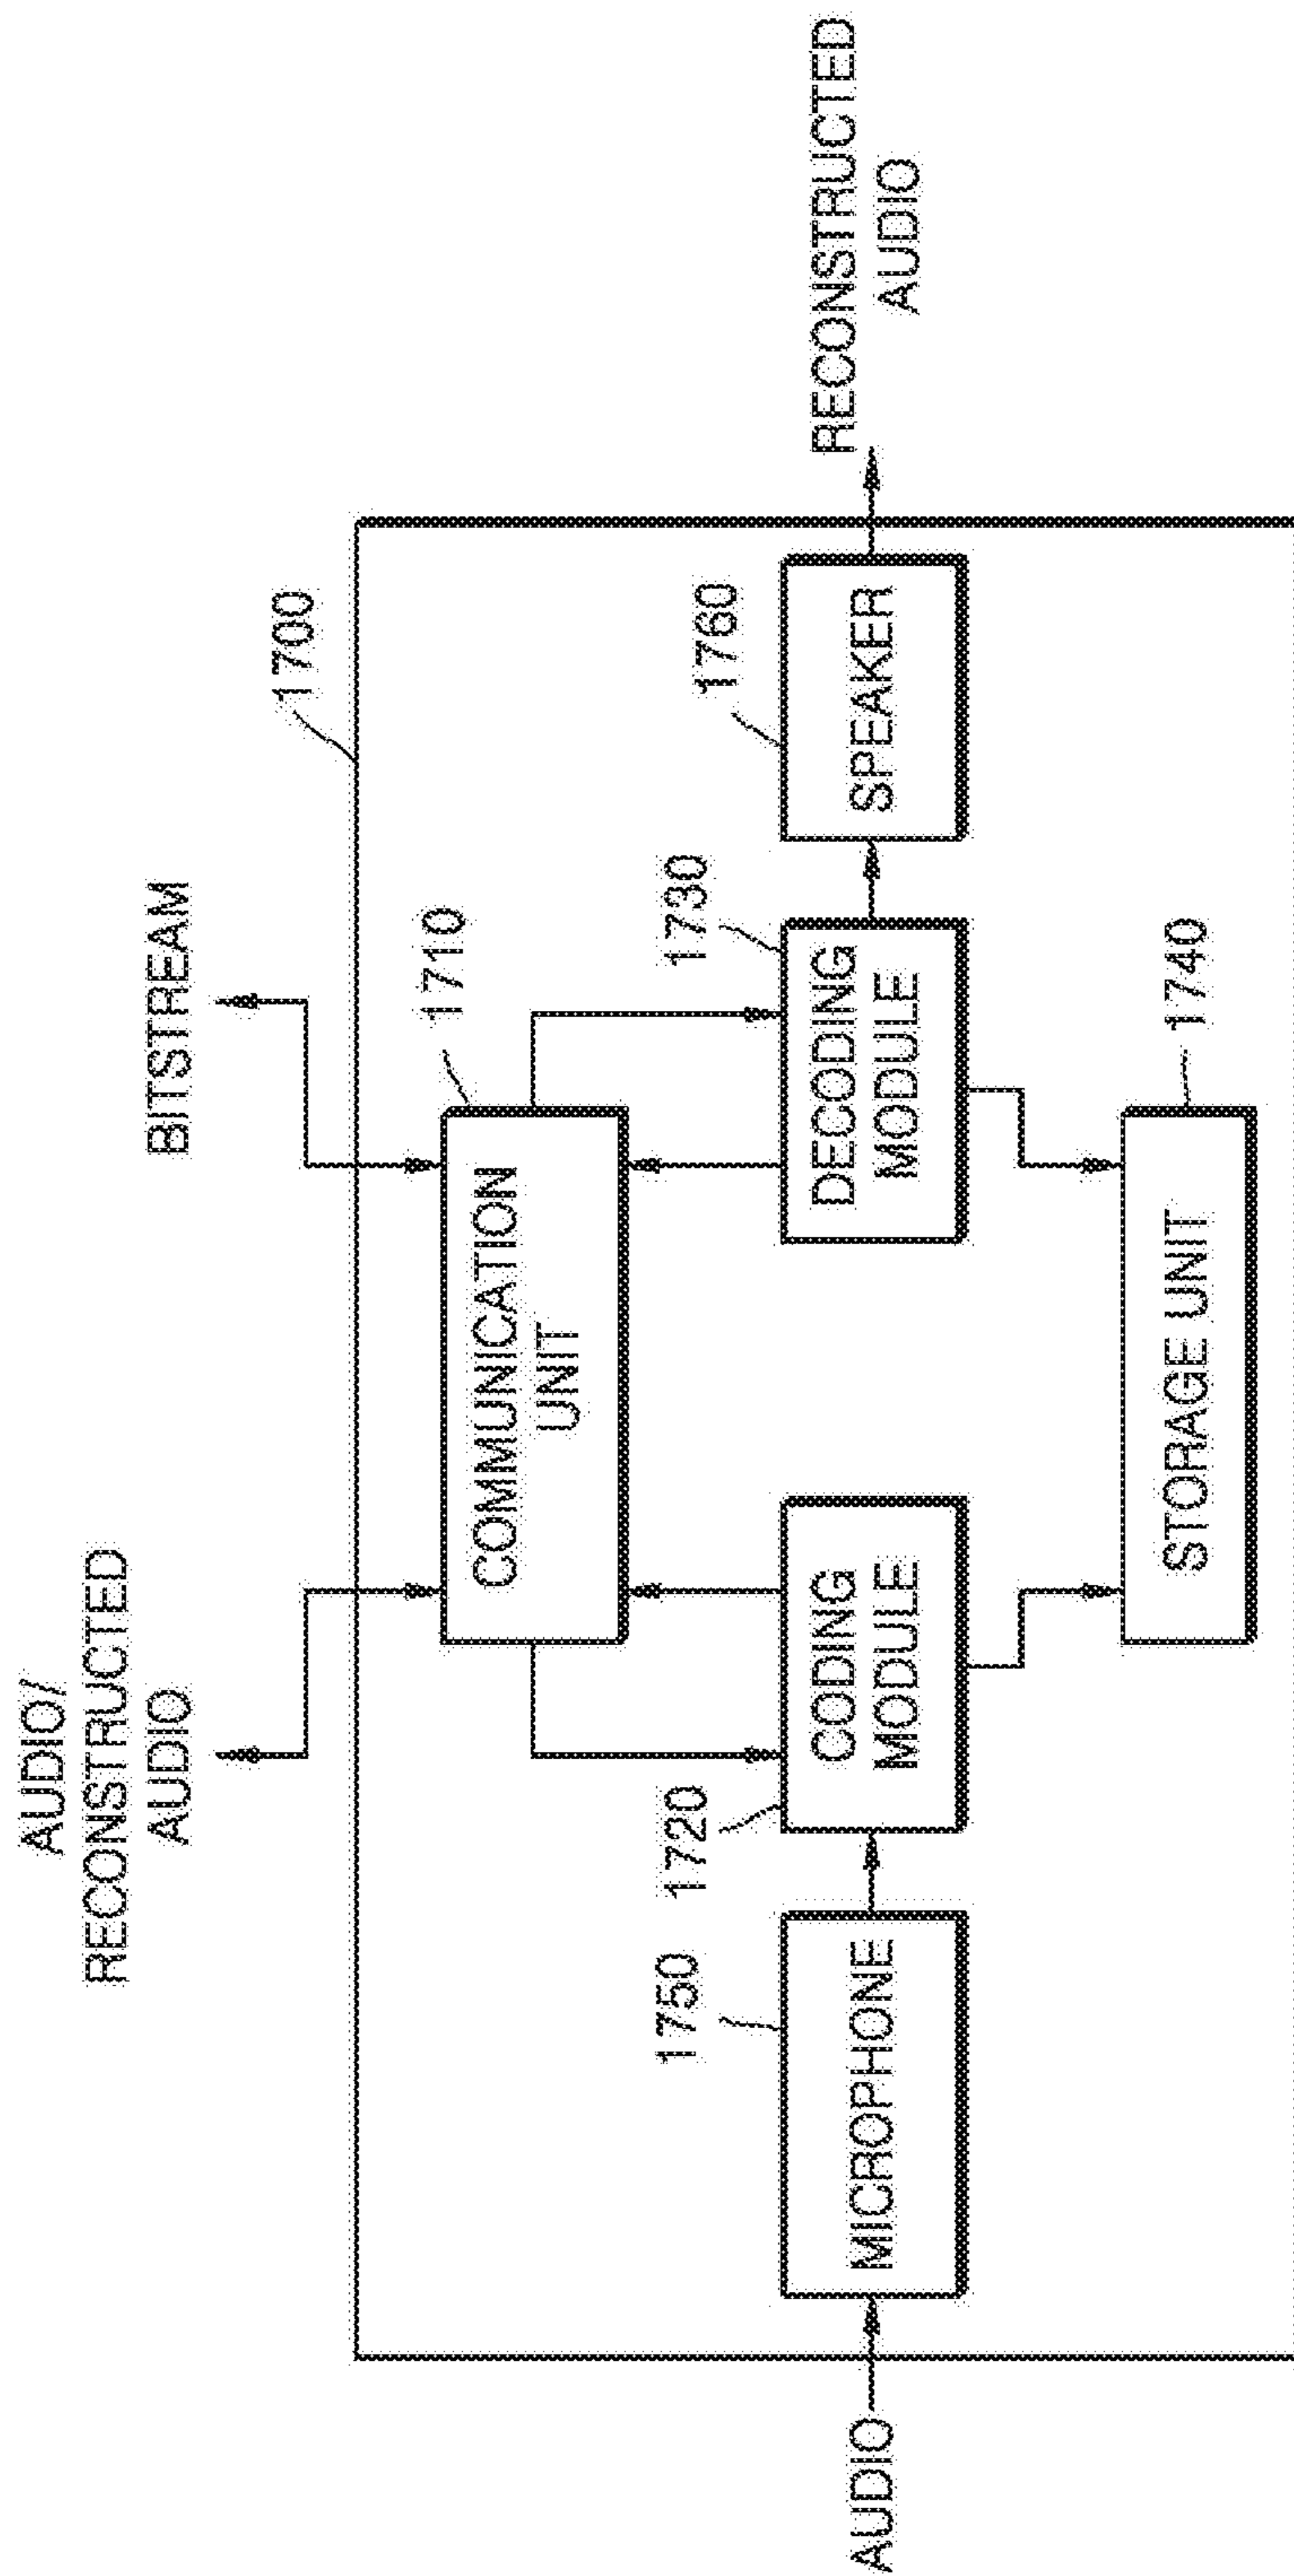 AUDIO/
RECONSTRUCTED
AUDIO
BITSTREAM
1700
1710
COMMUNICATION
UNIT
1750
1720
1730
1760
AUDIO
MICROPHONE
CODING
MODULE
DECODING
MODULE
SPEAKER
RECONSTRUCTED
AUDIO
1740
STORAGE UNIT